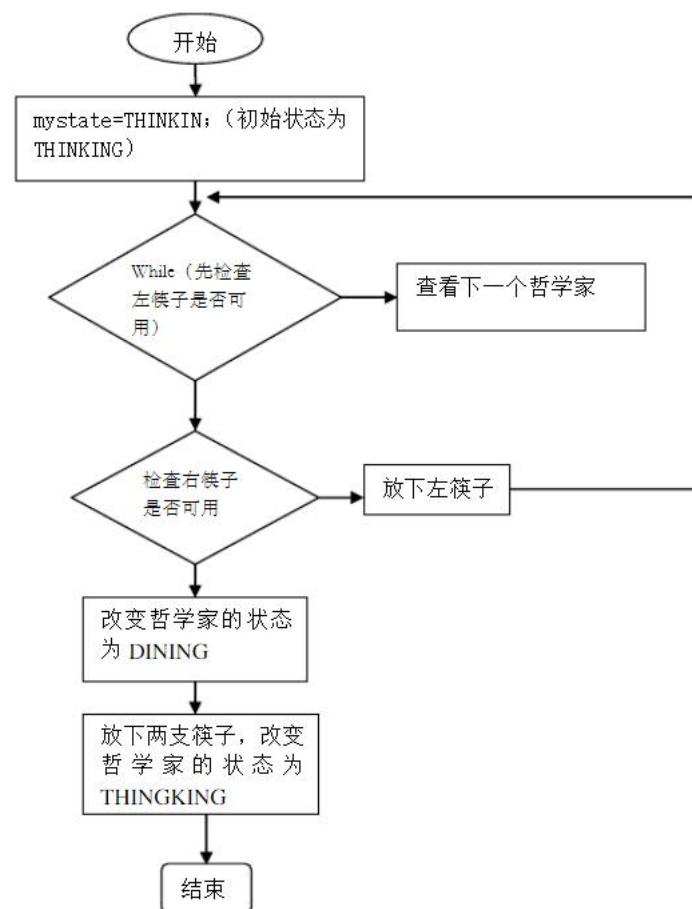 开始
mystate=THINKIN；（初始状态为
THINKING）
While（先检查
左筷子是否可
用）
查看下一个哲学家
检查右筷子
是否可用
放下左筷子
改变哲学家的状态
为 DINING
放下两支筷子，改变
哲学家的状态为
THINGKING
结束